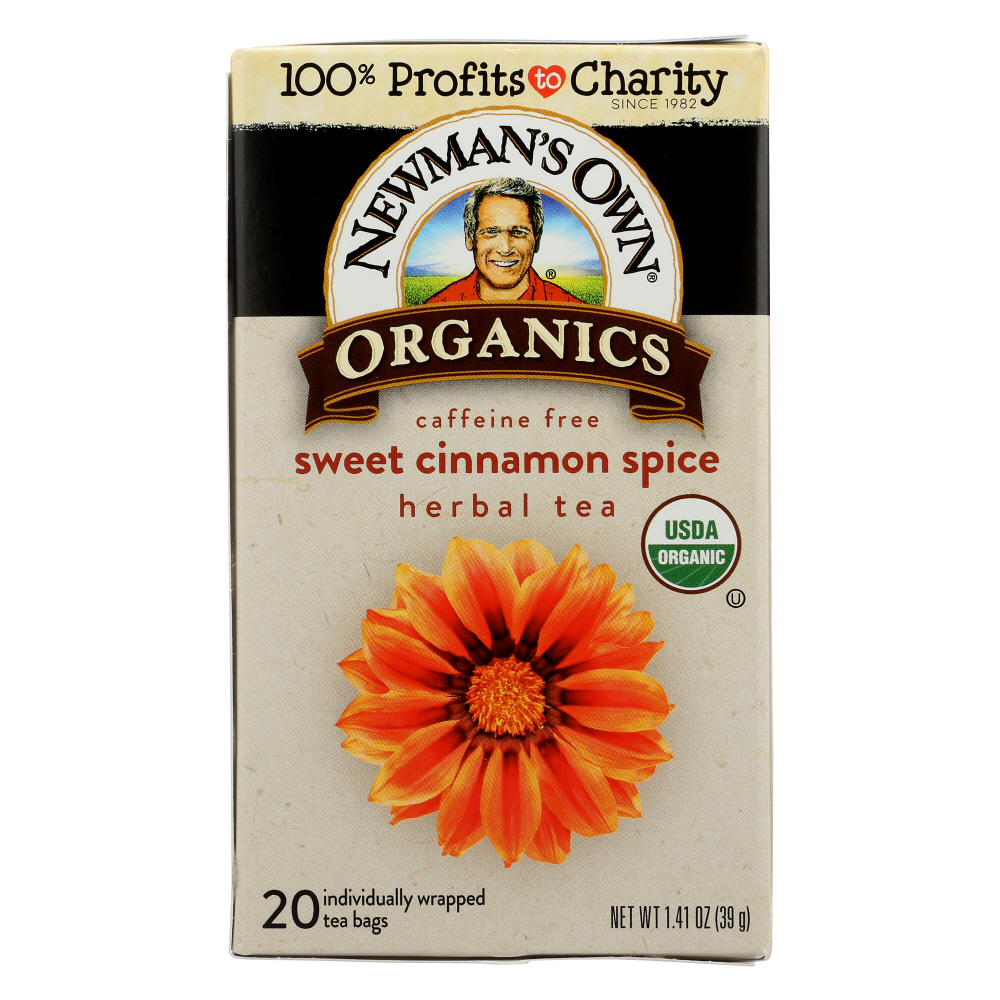 100% Profits to Charity
SINCE 1982
NEWMAN'S OWN®
®
ORGANICS
caffeine free
sweet cinnamon spice
herbal tea
USDA
ORGANIC
U
20 individually wrapped
tea bags
NET WT 1.41 OZ (39 g)